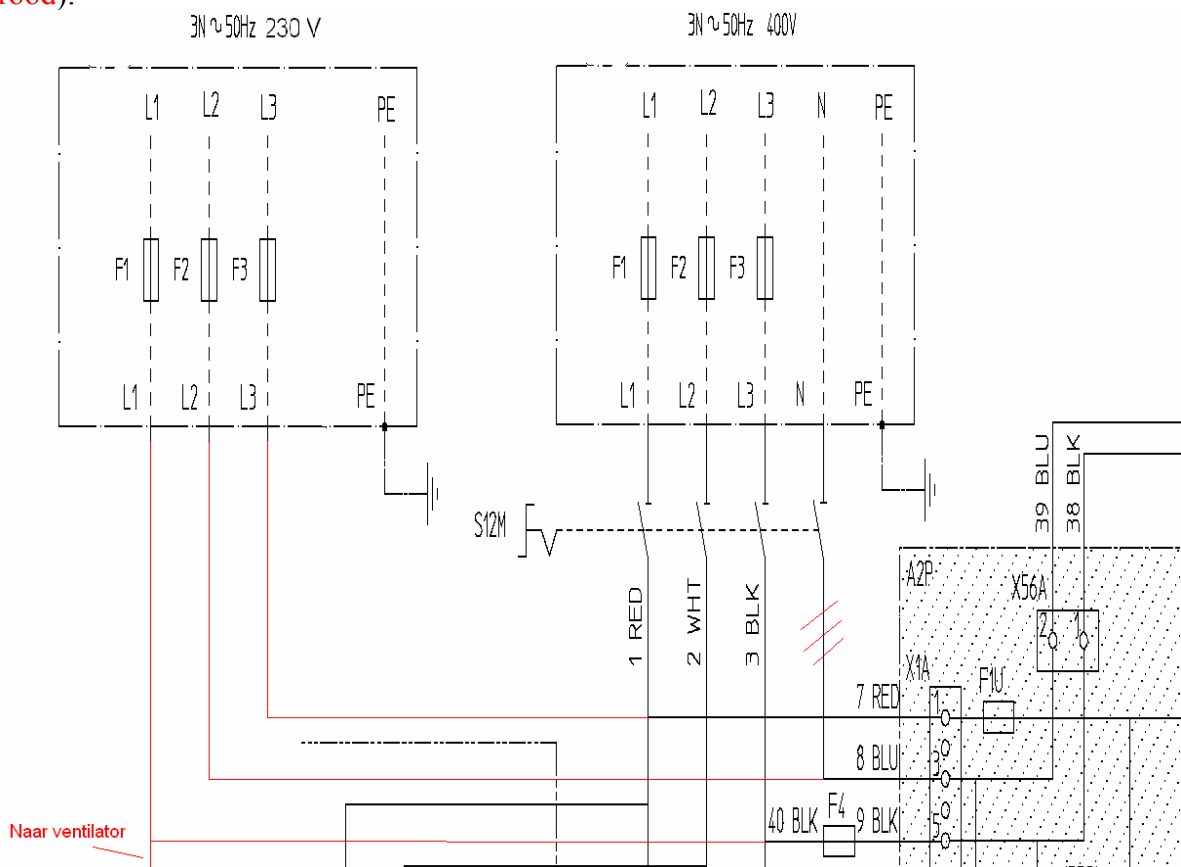 rood).
3N ~ 50Hz 230 V
3N ~ 50Hz 400V
L1 L2 L3 PE
L1 L2 L3 N PE
F1 F2 F3
F1 F2 F3
L1 L2 L3 PE
L1 L2 L3 N PE
39 BLU
38 BLK
S12M
A2P
X56A
2 1
1 RED
2 WHT
3 BLK
X1A
F1U
7 RED
1
8 BLU
3
40 BLK F4 9 BLK
5
Naar ventilator